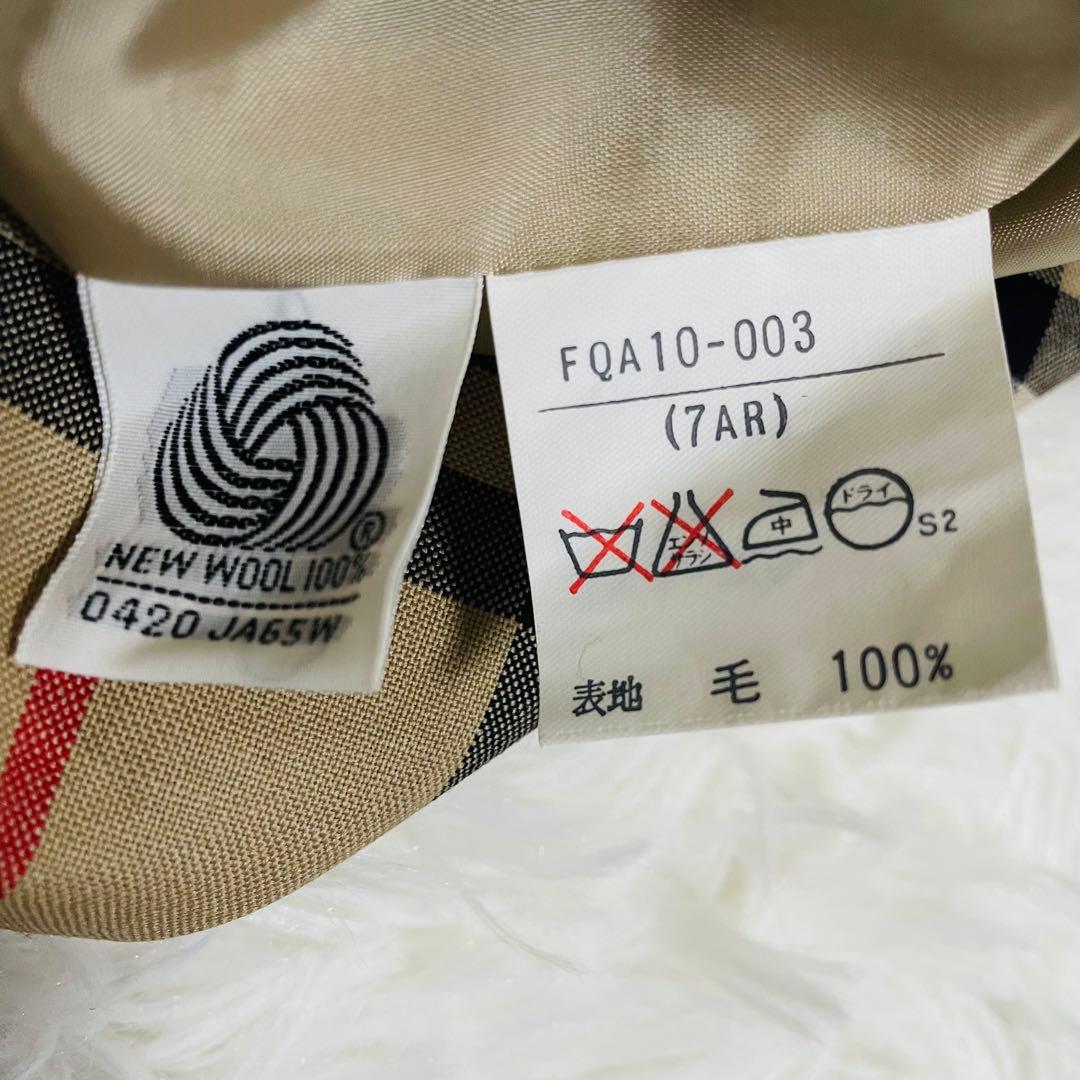 ®
NEW WOOL 100%
0420 JA65W
FQA10-003
(7AR)
エンソサラシ 中 ドライ S2
表地 毛 100%